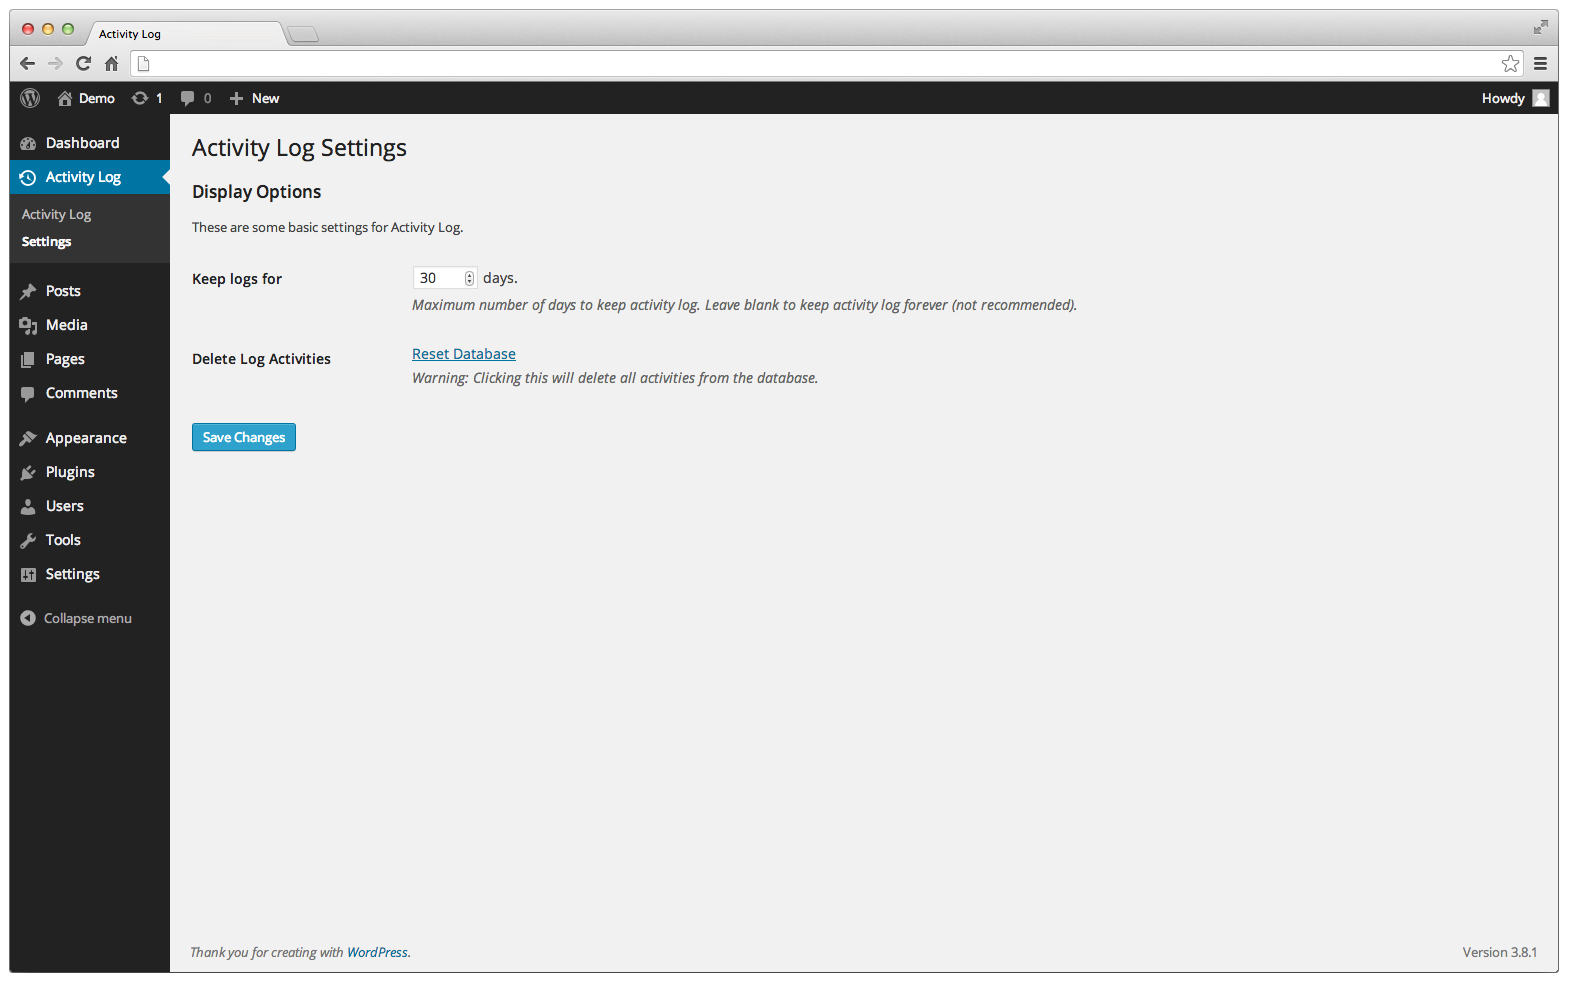 Activity Log
Demo 1 0 New Howdy
Dashboard
Activity Log
Activity Log
Settings
Posts
Media
Pages
Comments
Appearance
Plugins
Users
Tools
Settings
Collapse menu
Activity Log Settings
Display Options
These are some basic settings for Activity Log.
Keep logs for 30 days.
Maximum number of days to keep activity log. Leave blank to keep activity log forever (not recommended).
Delete Log Activities Reset Database
Warning: Clicking this will delete all activities from the database.
Save Changes
Thank you for creating with WordPress. Version 3.8.1